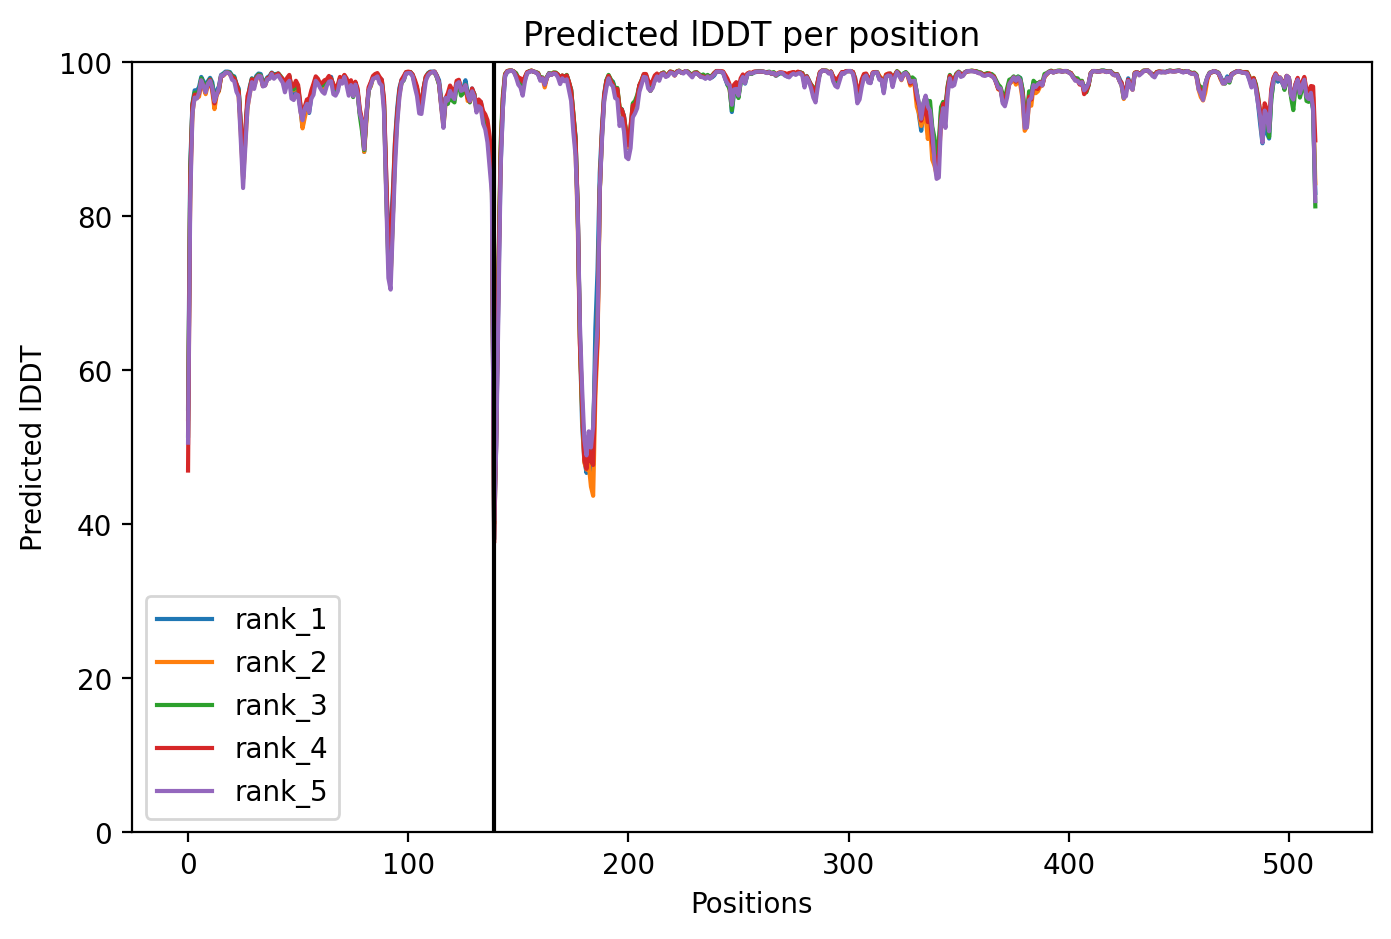 Predicted lDDT per position
100
80
60
40
20
0
Predicted lDDT
rank_1
rank_2
rank_3
rank_4
rank_5
0 100 200 300 400 500
Positions